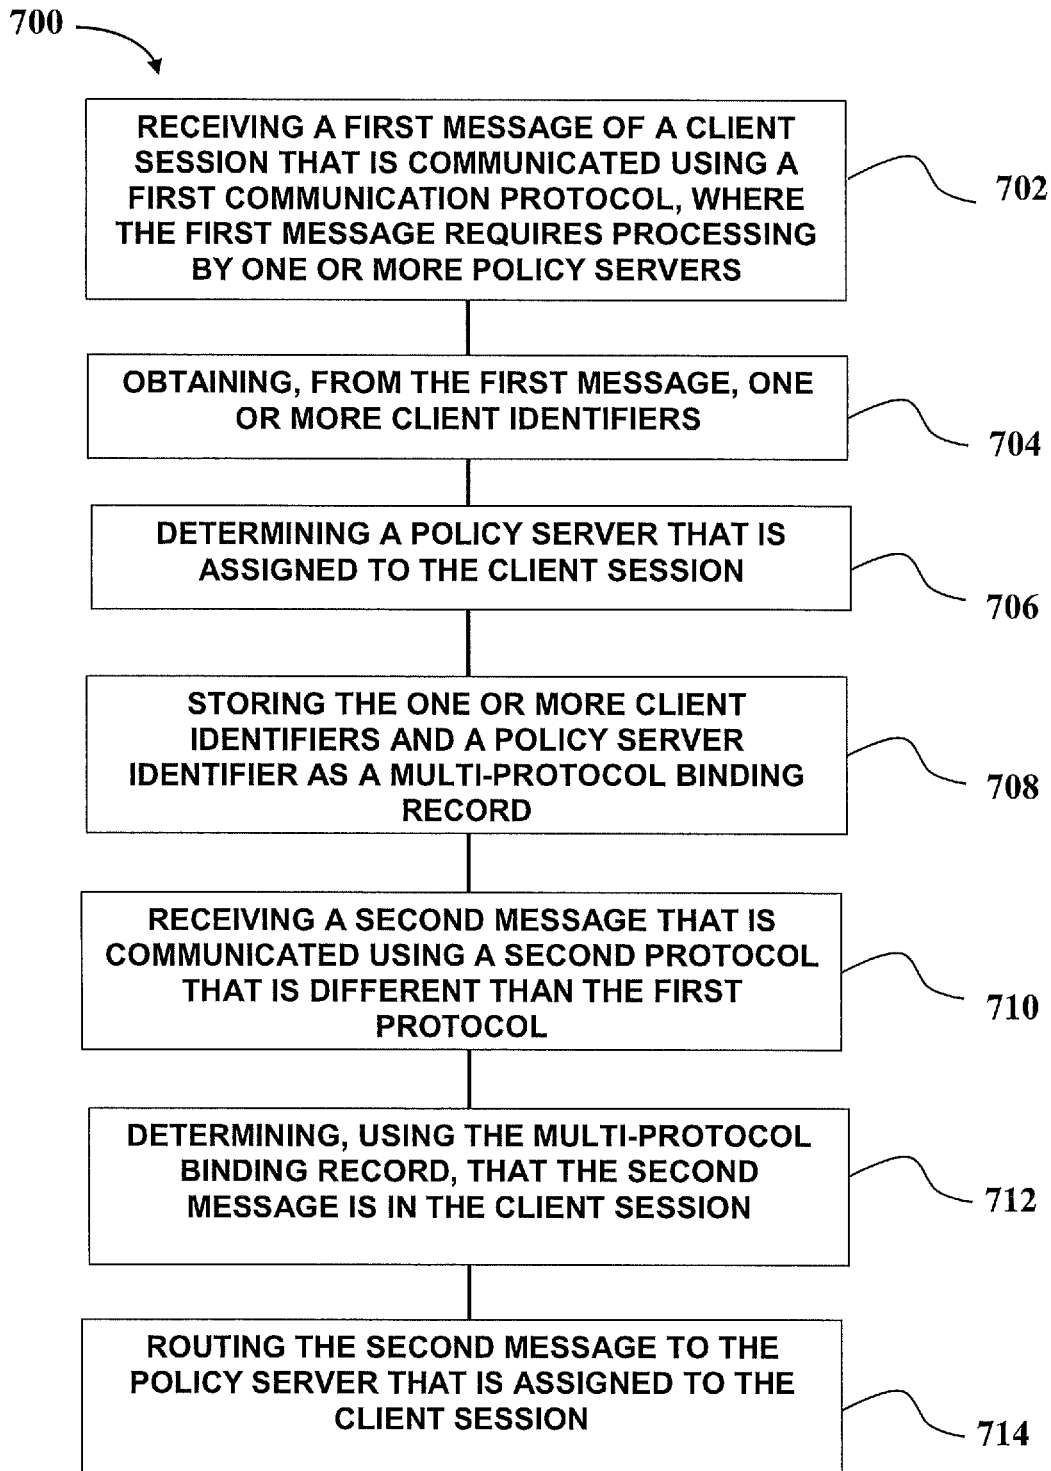 700
RECEIVING A FIRST MESSAGE OF A CLIENT
SESSION THAT IS COMMUNICATED USING A
FIRST COMMUNICATION PROTOCOL, WHERE
THE FIRST MESSAGE REQUIRES PROCESSING
BY ONE OR MORE POLICY SERVERS
702
OBTAINING, FROM THE FIRST MESSAGE, ONE
OR MORE CLIENT IDENTIFIERS
704
DETERMINING A POLICY SERVER THAT IS
ASSIGNED TO THE CLIENT SESSION
706
STORING THE ONE OR MORE CLIENT
IDENTIFIERS AND A POLICY SERVER
IDENTIFIER AS A MULTI-PROTOCOL BINDING
RECORD
708
RECEIVING A SECOND MESSAGE THAT IS
COMMUNICATED USING A SECOND PROTOCOL
THAT IS DIFFERENT THAN THE FIRST
PROTOCOL
710
DETERMINING, USING THE MULTI-PROTOCOL
BINDING RECORD, THAT THE SECOND
MESSAGE IS IN THE CLIENT SESSION
712
ROUTING THE SECOND MESSAGE TO THE
POLICY SERVER THAT IS ASSIGNED TO THE
CLIENT SESSION
714